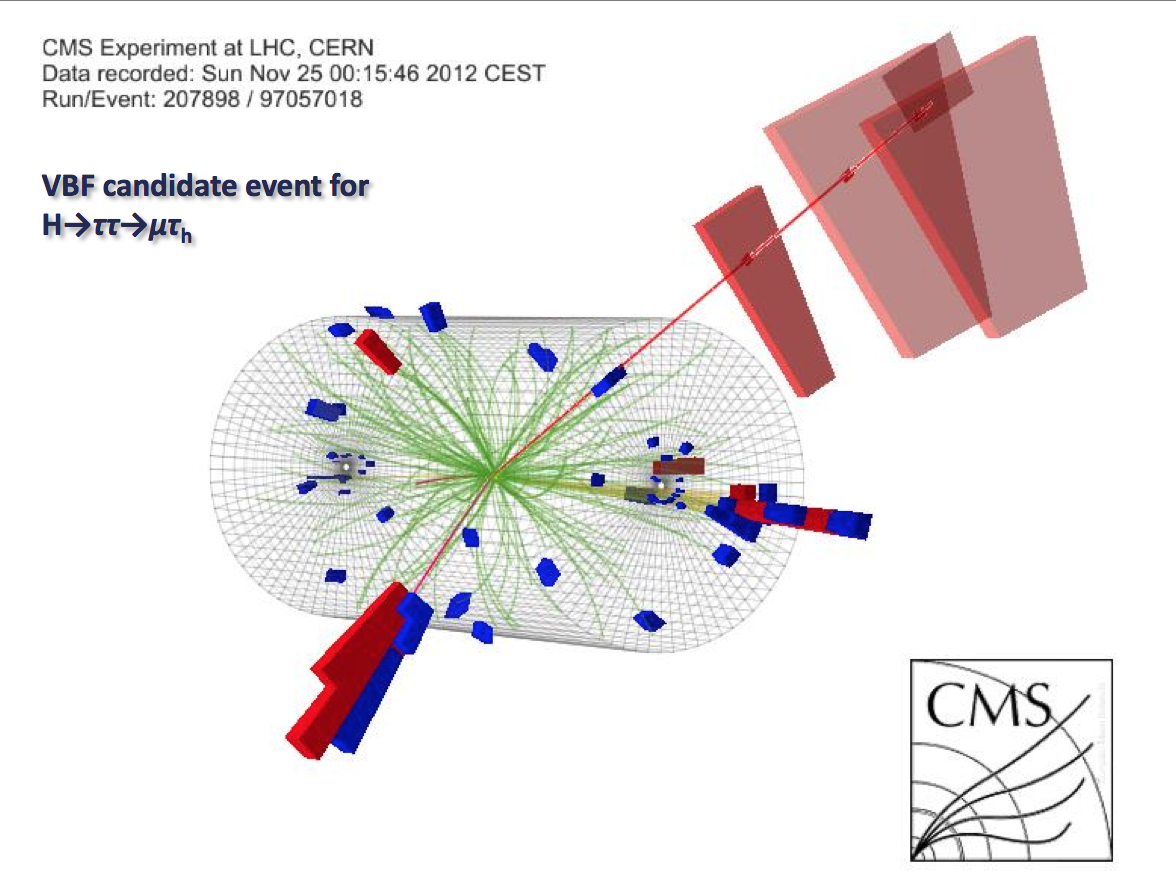 CMS Experiment at LHC, CERN
Data recorded: Sun Nov 25 00:15:46 2012 CEST
Run/Event: 207898 / 97057018
VBF candidate event for
H→ττ→μτh
CMS